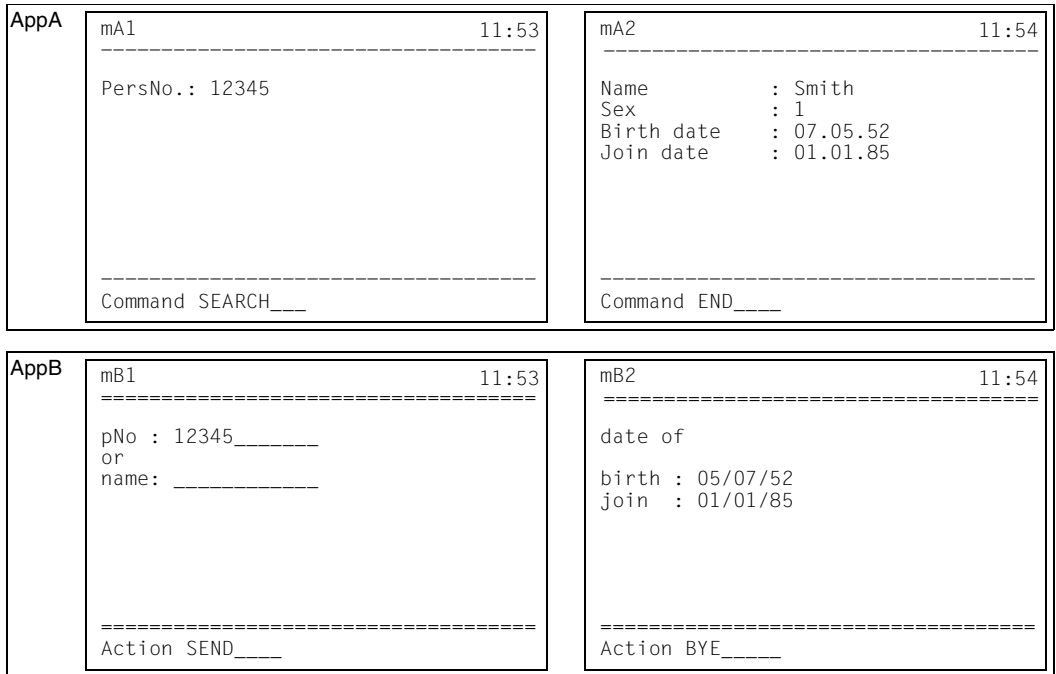 AppA
mA1 11:53
------------------------------------
PersNo.: 12345
------------------------------------
Command SEARCH___
mA2 11:54
------------------------------------
Name : Smith
Sex : 1
Birth date : 07.05.52
Join date : 01.01.85
------------------------------------
Command END____
AppB
mB1 11:53
====================================
pNo : 12345_______
or
name: ____________
====================================
Action SEND____
mB2 11:54
====================================
date of
birth : 05/07/52
join : 01/01/85
====================================
Action BYE_____